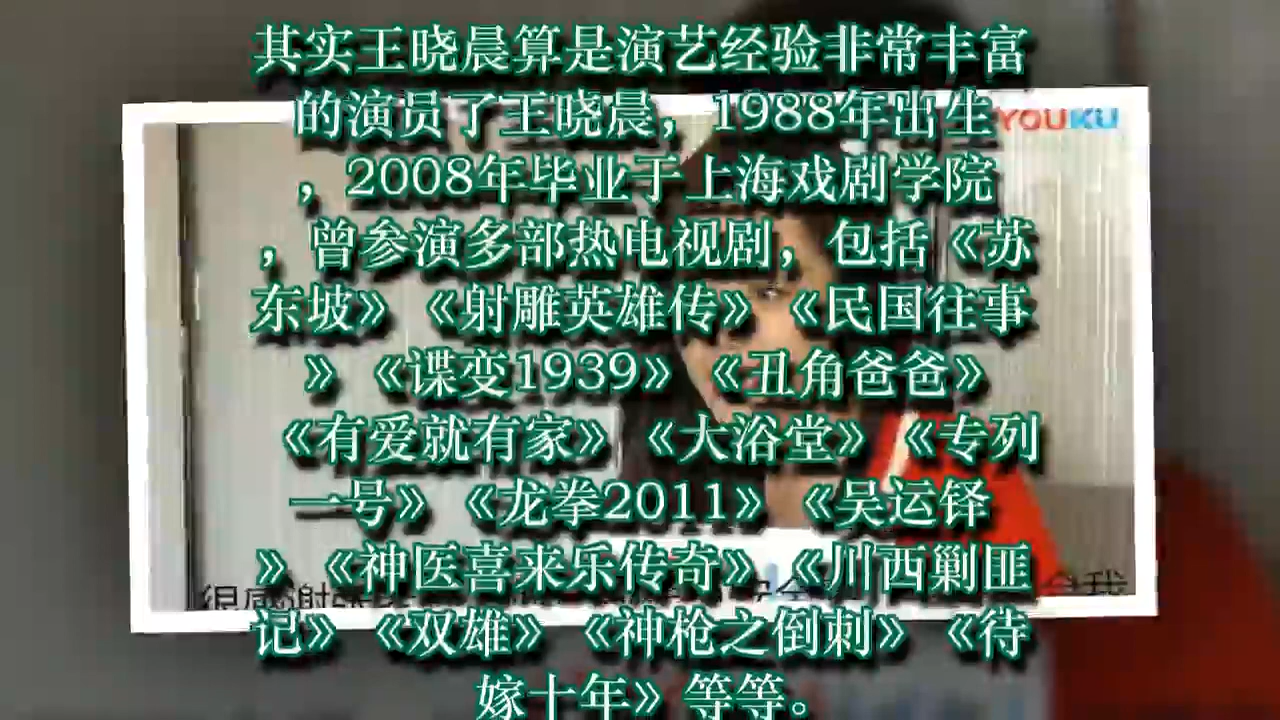 其实王晓晨算是演艺经验非常丰富
的演员了王晓晨，1988年出生
YOUKU
，2008年毕业于上海戏剧学院
，曾参演多部热电视剧，包括《苏
东坡》《射雕英雄传》《民国往事
》《谍变1939》《丑角爸爸》
《有爱就有家》《大浴堂》《专列
一号》《龙拳2011》《吴运铎
》《神医喜来乐传奇》《川西剿匪
很感谢
记》《双雄》《神枪之倒刺》《待
嫁十年》等等。